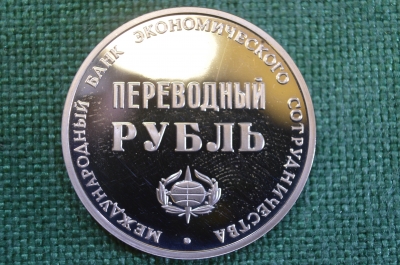 МЕЖДУНАРОДНЫЙ БАНК ЭКОНОМИЧЕСКОГО СОТРУДНИЧЕСТВА
ПЕРЕВОДНЫЙ
РУБЛЬ